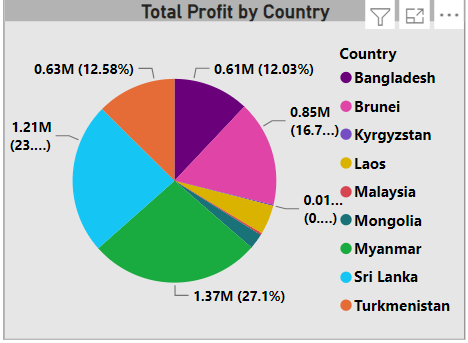 Total Profit by Country
0.63M (12.58%)
0.61M (12.03%)
0.85M
(16.7...)
0.01...
(0....)
1.37M (27.1%)
1.21M
(23....)
Country
Bangladesh
Brunei
Kyrgyzstan
Laos
Malaysia
Mongolia
Myanmar
Sri Lanka
Turkmenistan